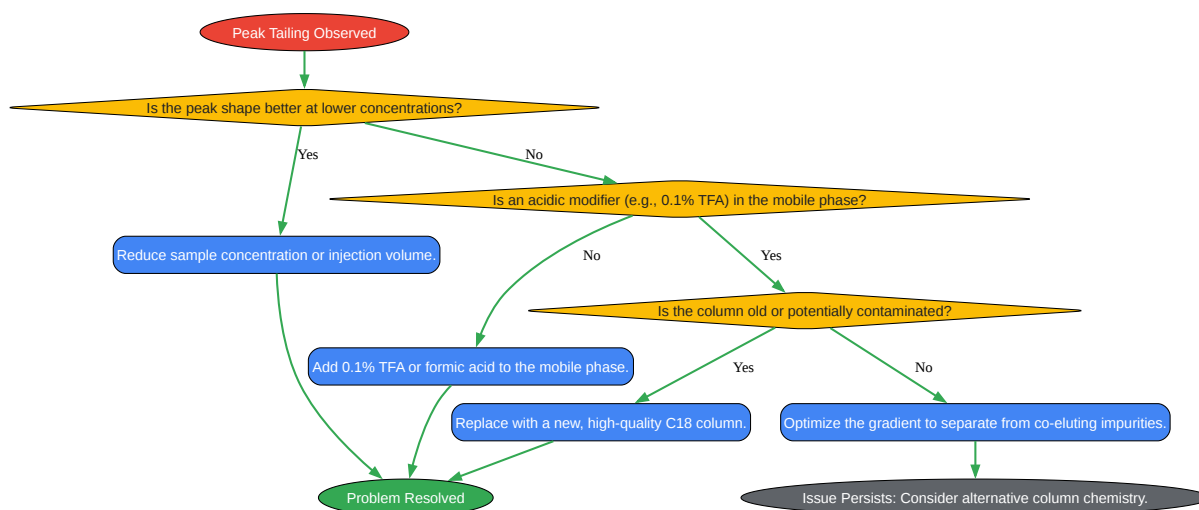 Peak Tailing Observed
Is the peak shape better at lower concentrations?
Yes
No
Is an acidic modifier (e.g., 0.1% TFA) in the mobile phase?
Reduce sample concentration or injection volume.
No
Yes
Is the column old or potentially contaminated?
Add 0.1% TFA or formic acid to the mobile phase.
Yes
No
Replace with a new, high-quality C18 column.
Optimize the gradient to separate from co-eluting impurities.
Problem Resolved
Issue Persists: Consider alternative column chemistry.